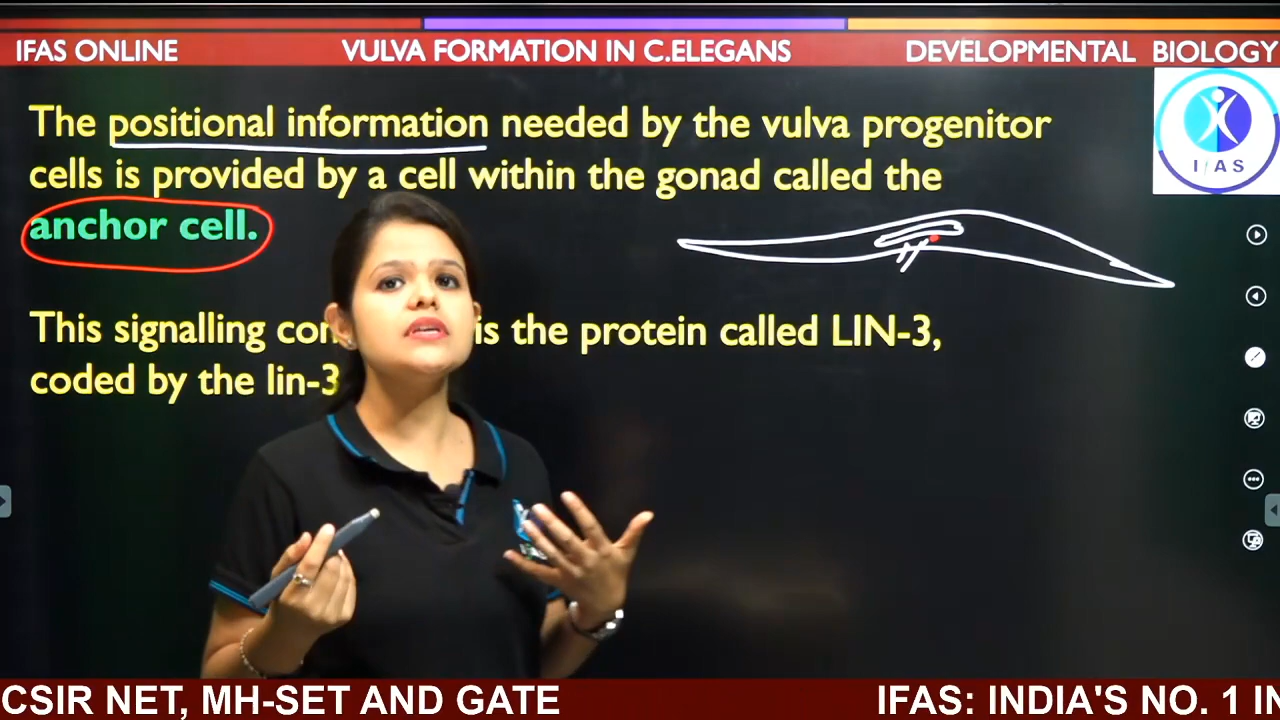 IFAS ONLINE VULVA FORMATION IN C.ELEGANS DEVELOPMENTAL BIOLOGY
The positional information needed by the vulva progenitor
cells is provided by a cell within the gonad called the
anchor cell.
IFAS
This signalling con is the protein called LIN-3,
coded by the lin-3
CSIR NET, MH-SET AND GATE IFAS: INDIA'S NO. 1 IN